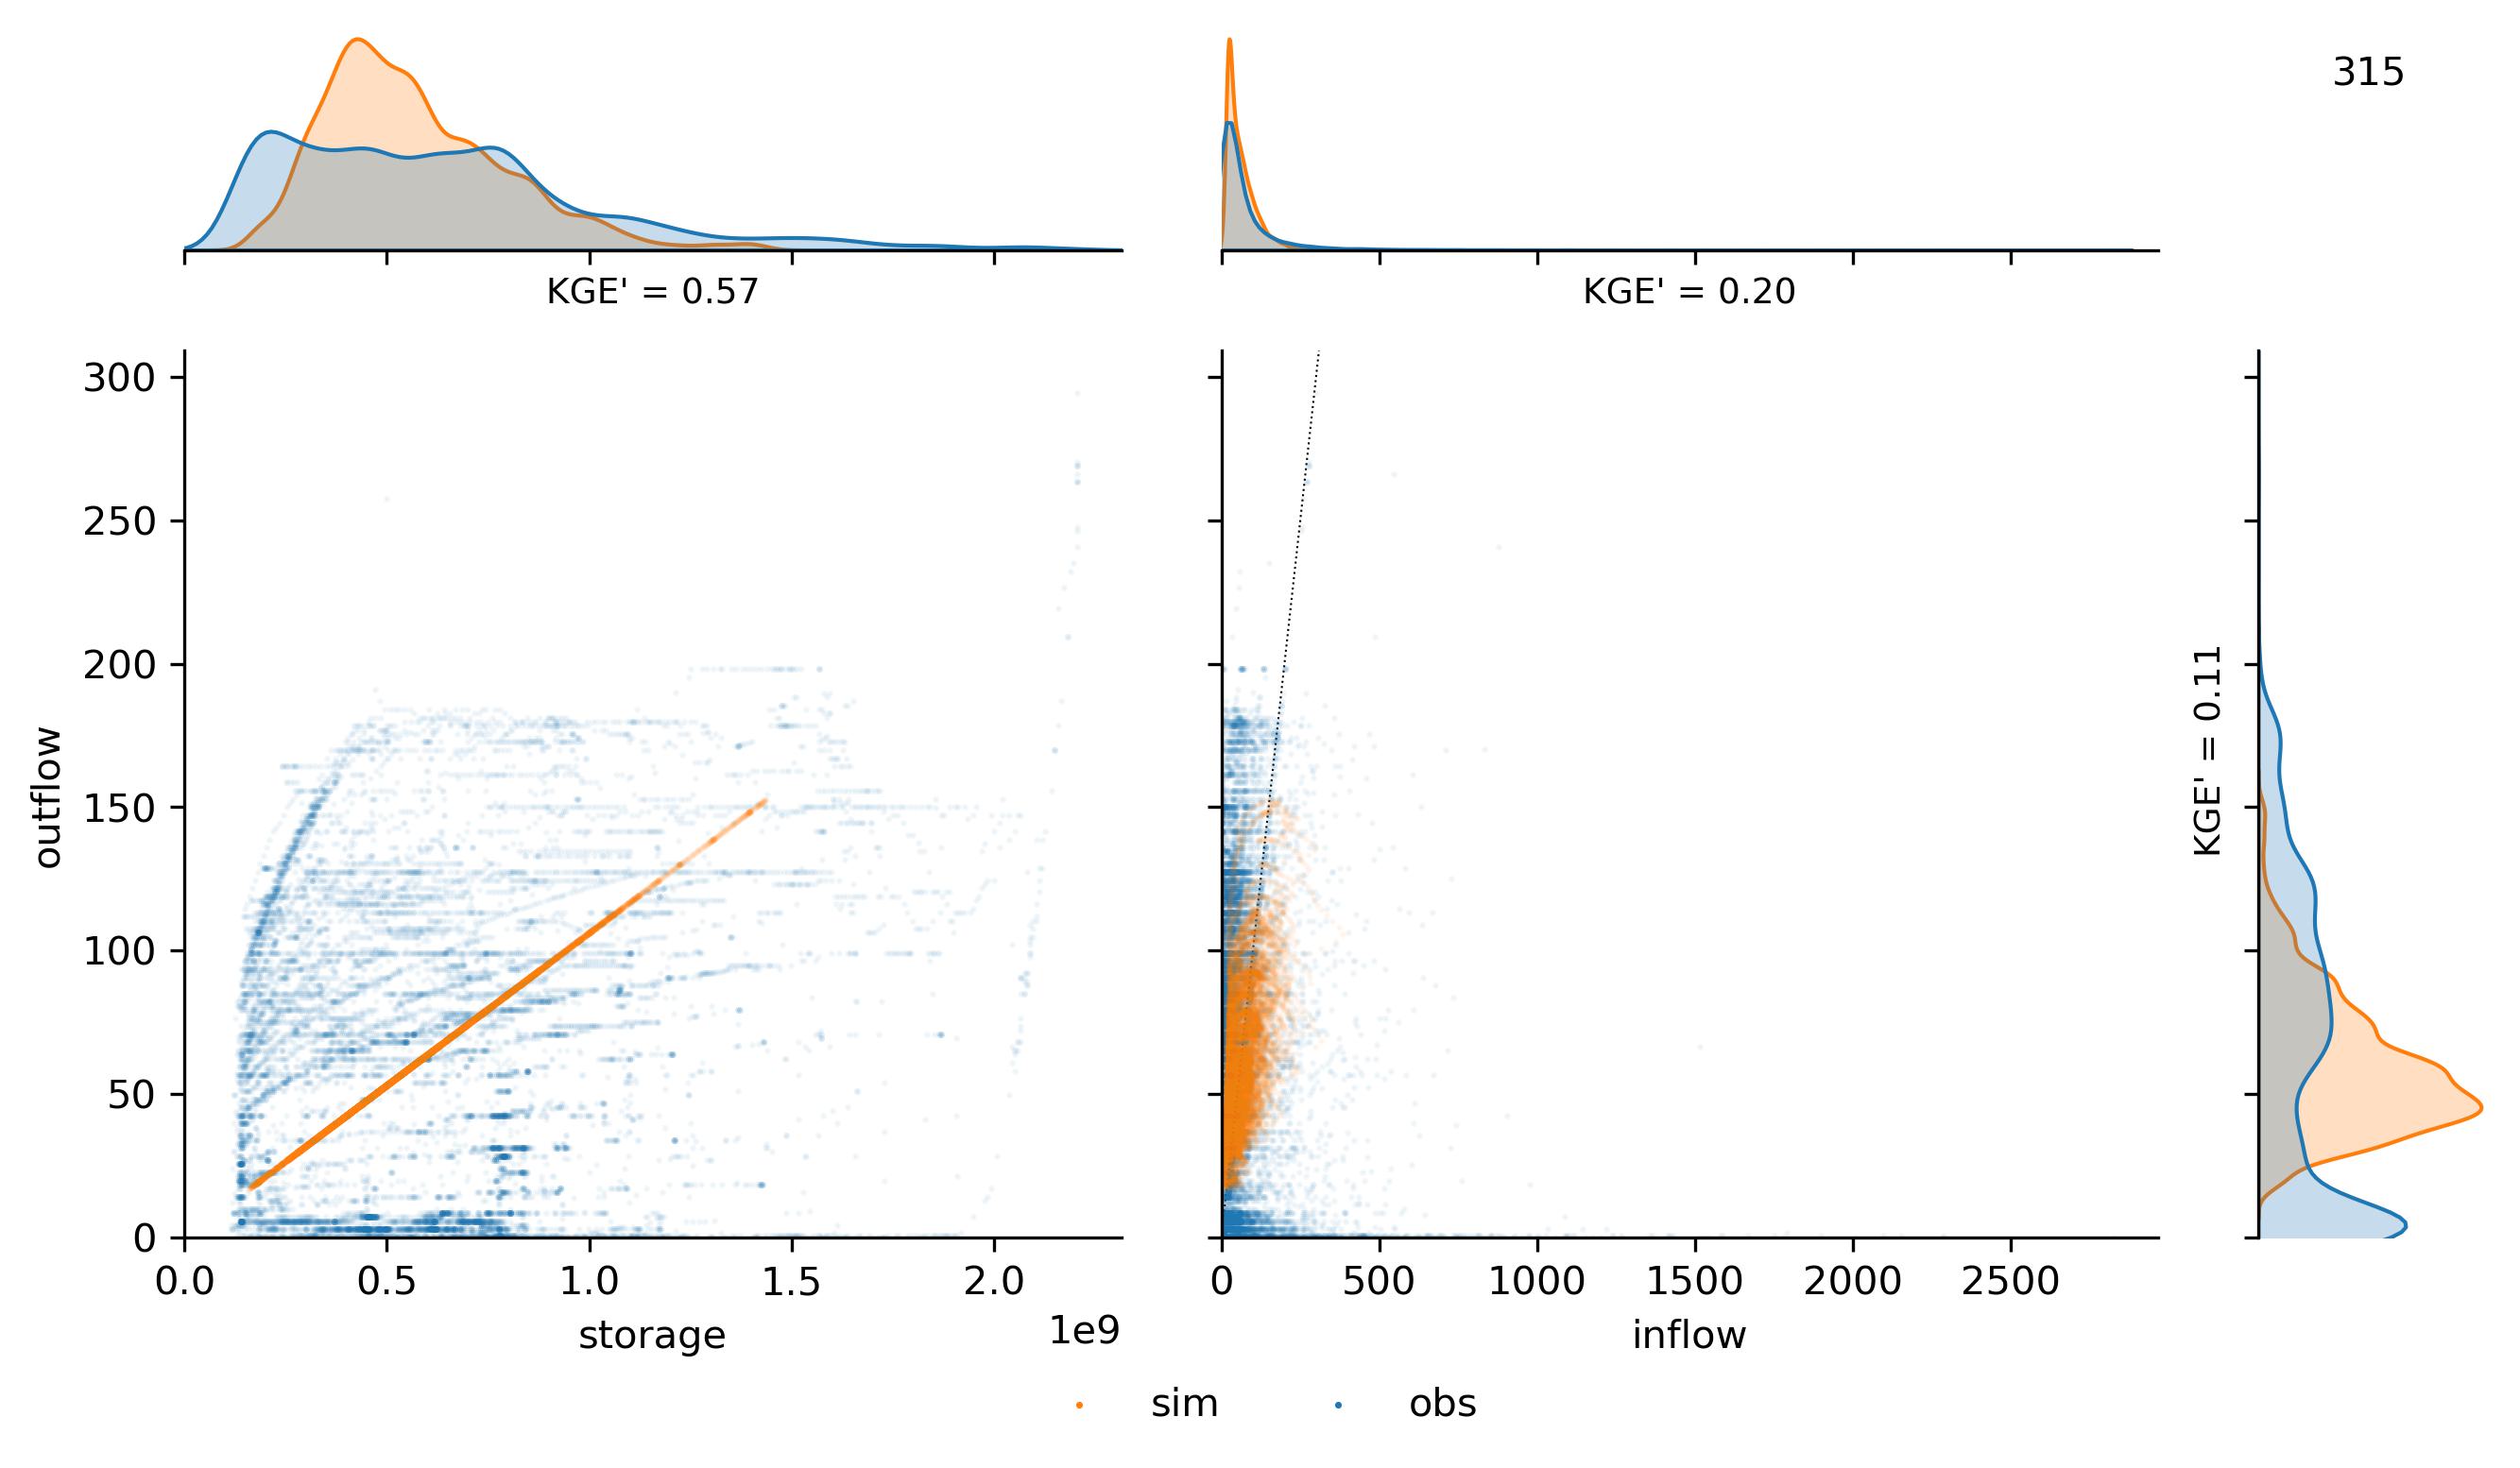 315
KGE' = 0.57
KGE' = 0.20
300
250
200
150
100
50
0
outflow
KGE' = 0.11
0.0 0.5 1.0 1.5 2.0
1e9
storage
0 500 1000 1500 2000 2500
inflow
sim obs